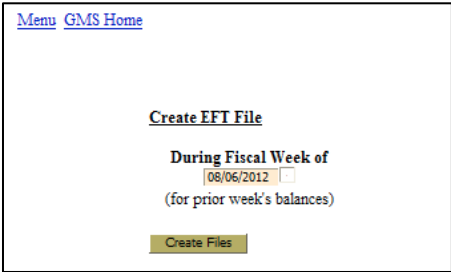 Menu GMS Home
Create EFT File
During Fiscal Week of
08/06/2012
(for prior week's balances)
Create Files